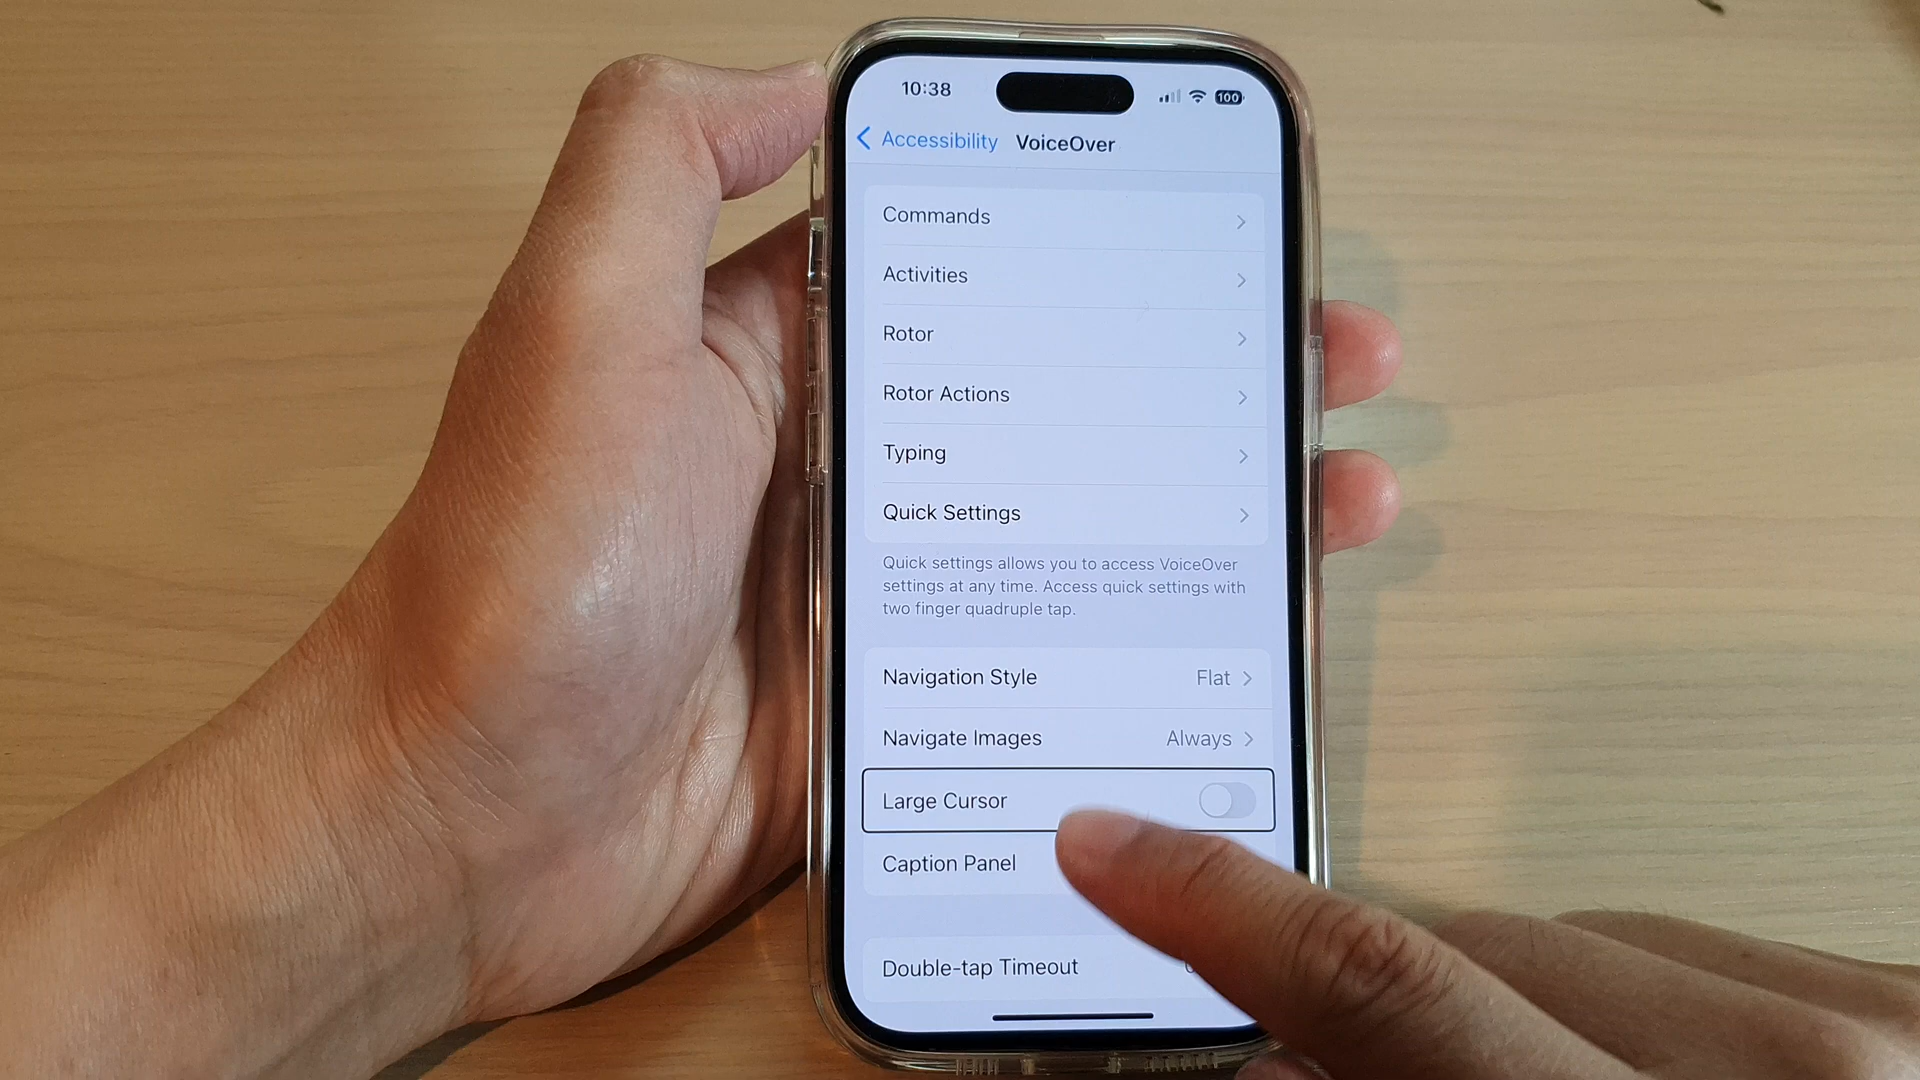 10:38
100
Accessibility VoiceOver
Commands
Activities
Rotor
Rotor Actions
Typing
Quick Settings
Quick settings allows you to access VoiceOver
settings at any time. Access quick settings with
two finger quadruple tap.
Navigation Style Flat
Navigate Images Always
Large Cursor
Caption Panel
Double-tap Timeout